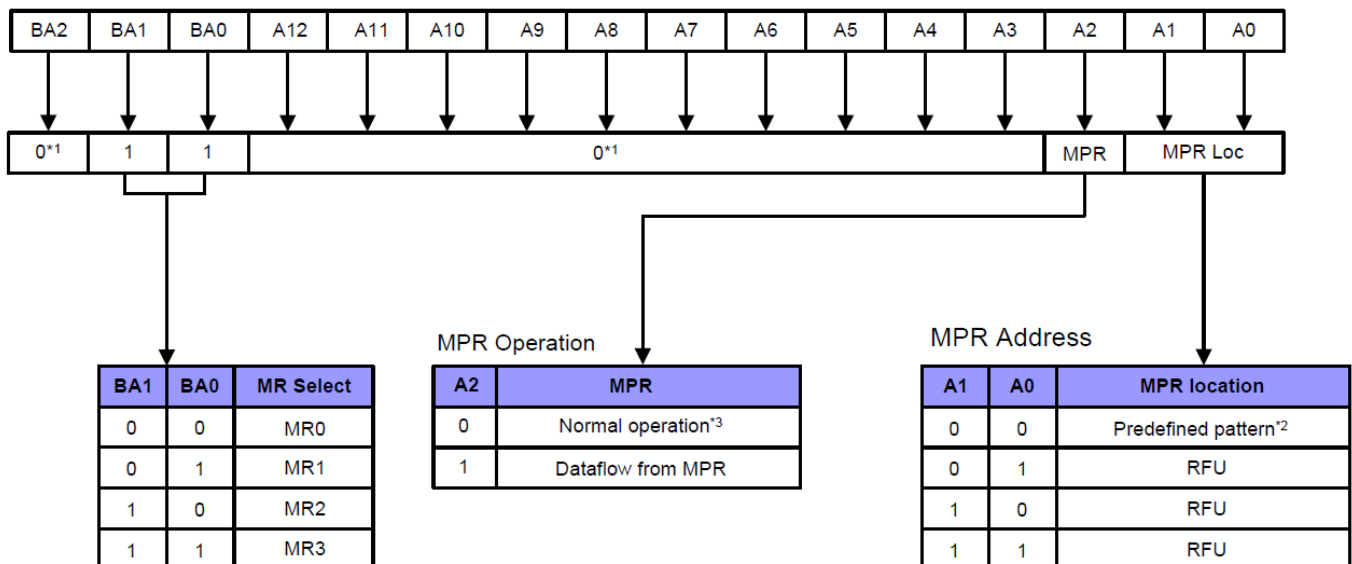 BA2 BA1 BA0 A12 A11 A10 A9 A8 A7 A6 A5 A4 A3 A2 A1 A0
0*1 1 1 0*1 MPR MPR Loc
MPR Operation
MPR Address
BA1 BA0 MR Select
0 0 MR0
0 1 MR1
1 0 MR2
1 1 MR3
A2 MPR
0 Normal operation*3
1 Dataflow from MPR
A1 A0 MPR location
0 0 Predefined pattern*2
0 1 RFU
1 0 RFU
1 1 RFU